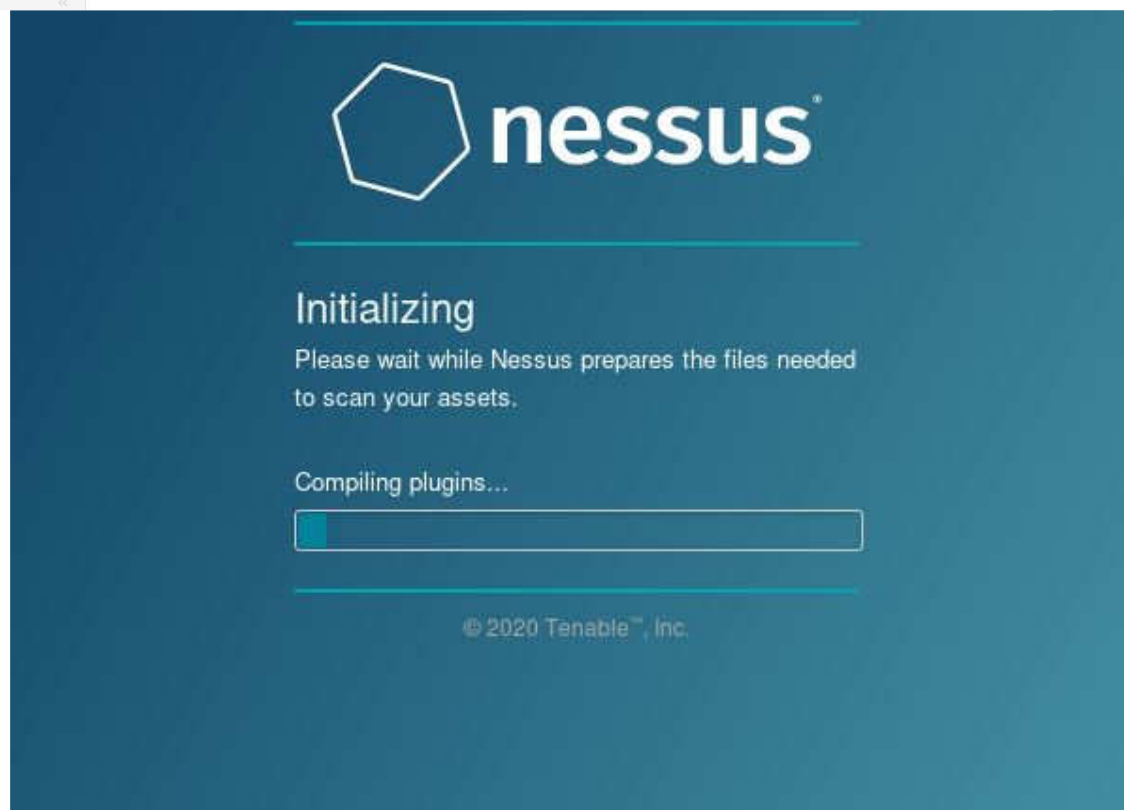 nessus®
Initializing
Please wait while Nessus prepares the files needed
to scan your assets.
Compiling plugins...
© 2020 Tenable™, Inc.